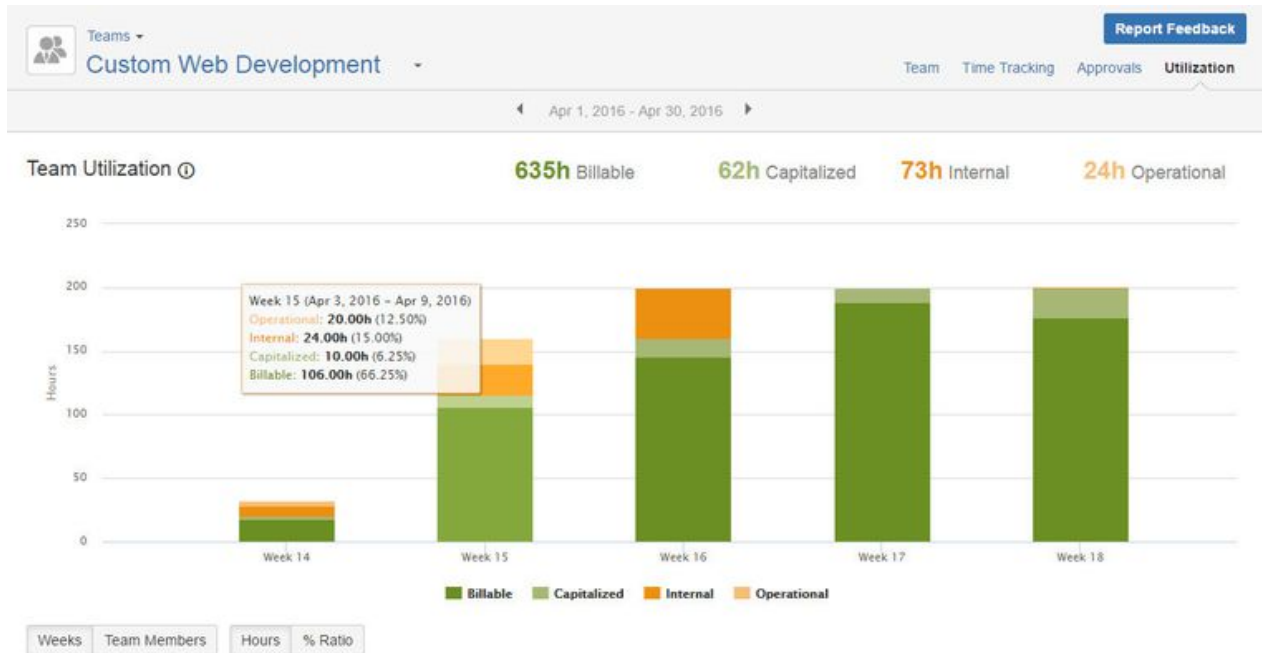 Teams
Custom Web Development
Report Feedback
Team Time Tracking Approvals Utilization
Apr 1, 2016 - Apr 30, 2016
Team Utilization
635h Billable 62h Capitalized 73h Internal 24h Operational
250
200
150
100
50
0
Hours
Week 15 (Apr 3, 2016 - Apr 9, 2016)
Operational: 20.00h (12.50%)
Internal: 24.00h (15.00%)
Capitalized: 10.00h (6.25%)
Billable: 106.00h (66.25%)
Week 14 Week 15 Week 16 Week 17 Week 18
Billable Capitalized Internal Operational
Weeks Team Members Hours % Ratio